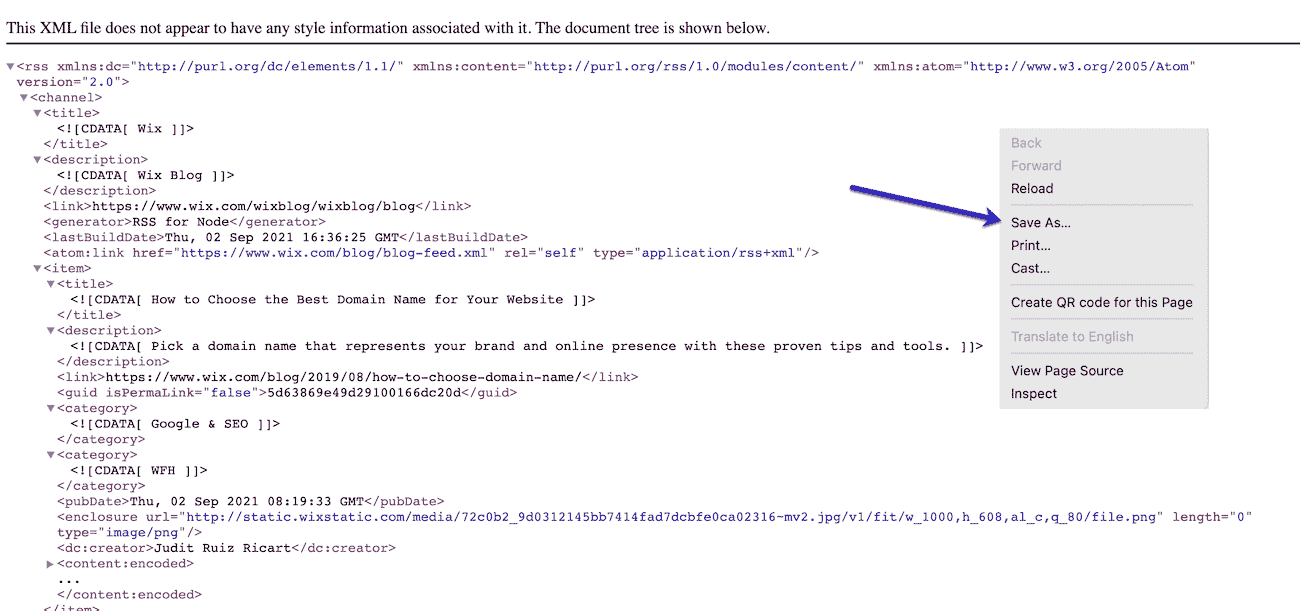 This XML file does not appear to have any style information associated with it. The document tree is shown below.
▼<rss xmlns:dc="http://purl.org/dc/elements/1.1/" xmlns:content="http://purl.org/rss/1.0/modules/content/" xmlns:atom="http://www.w3.org/2005/Atom"
version="2.0">
▼<channel>
▼<title>
<![CDATA[ Wix ]]>
</title>
▼<description>
<![CDATA[ Wix Blog ]]>
</description>
<link>https://www.wix.com/wixblog/wixblog/blog</link>
<generator>RSS for Node</generator>
<lastBuildDate>Thu, 02 Sep 2021 16:36:25 GMT</lastBuildDate>
<atom:link href="https://www.wix.com/blog/blog-feed.xml" rel="self" type="application/rss+xml"/>
▼<item>
▼<title>
<![CDATA[ How to Choose the Best Domain Name for Your Website ]]>
</title>
▼<description>
<![CDATA[ Pick a domain name that represents your brand and online presence with these proven tips and tools. ]]>
</description>
<link>https://www.wix.com/blog/2019/08/how-to-choose-domain-name/</link>
<guid isPermaLink="false">5d63869e49d29100166dc20d</guid>
▼<category>
<![CDATA[ Google & SEO ]]>
</category>
▼<category>
<![CDATA[ WFH ]]>
</category>
<pubDate>Thu, 02 Sep 2021 08:19:33 GMT</pubDate>
<enclosure url="http://static.wixstatic.com/media/72c0b2_9d0312145bb7414fad7dcbfe0ca02316~mv2.jpg/v1/fit/w_1000,h_608,al_c,q_80/file.png" length="0"
type="image/png"/>
<dc:creator>Judit Ruiz Ricart</dc:creator>
▶<content:encoded>
...
</content:encoded>
</item>
Back
Forward
Reload
Save As...
Print...
Cast...
Create QR code for this Page
Translate to English
View Page Source
Inspect